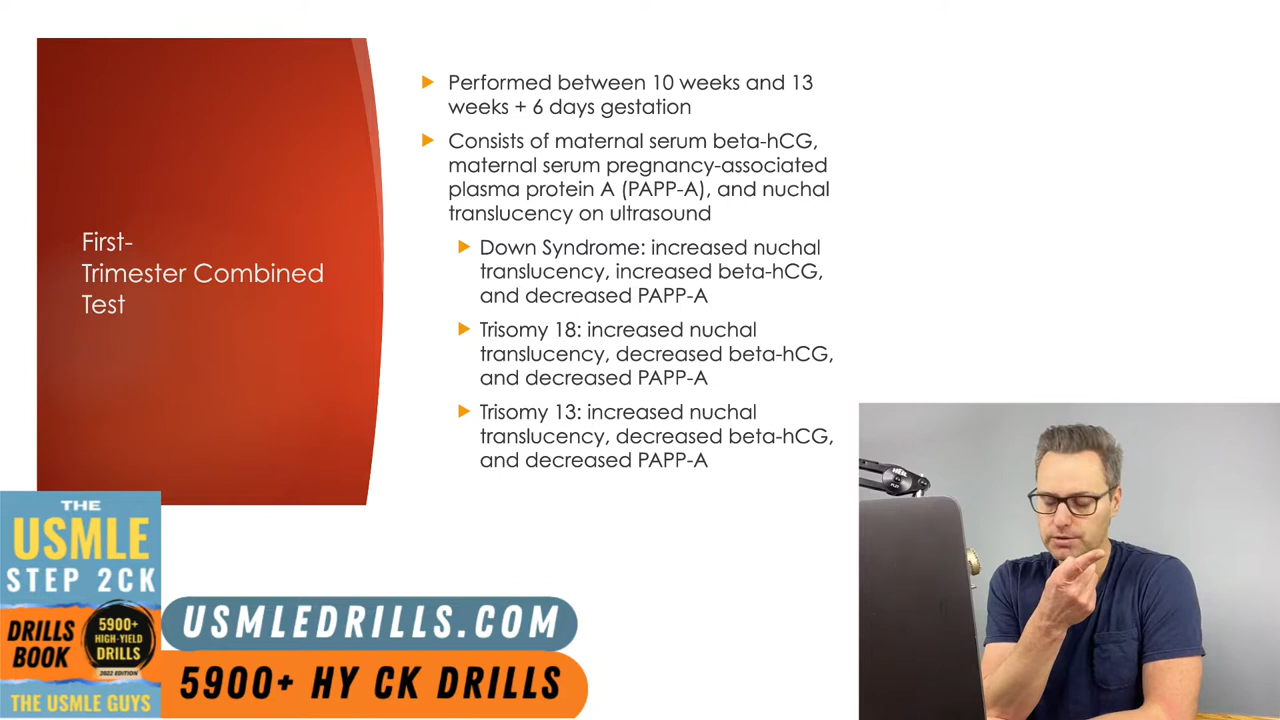 First-
Trimester Combined
Test
Performed between 10 weeks and 13
weeks + 6 days gestation
Consists of maternal serum beta-hCG,
maternal serum pregnancy-associated
plasma protein A (PAPP-A), and nuchal
translucency on ultrasound
Down Syndrome: increased nuchal
translucency, increased beta-hCG,
and decreased PAPP-A
Trisomy 18: increased nuchal
translucency, decreased beta-hCG,
and decreased PAPP-A
Trisomy 13: increased nuchal
translucency, decreased beta-hCG,
and decreased PAPP-A
THE
USMLE
STEP 2CK
DRILLS
BOOK
5900+
HIGH-YIELD
DRILLS
2022 EDITION
THE USMLE GUYS
USMLEDRILLS.COM
5900+ HY CK DRILLS